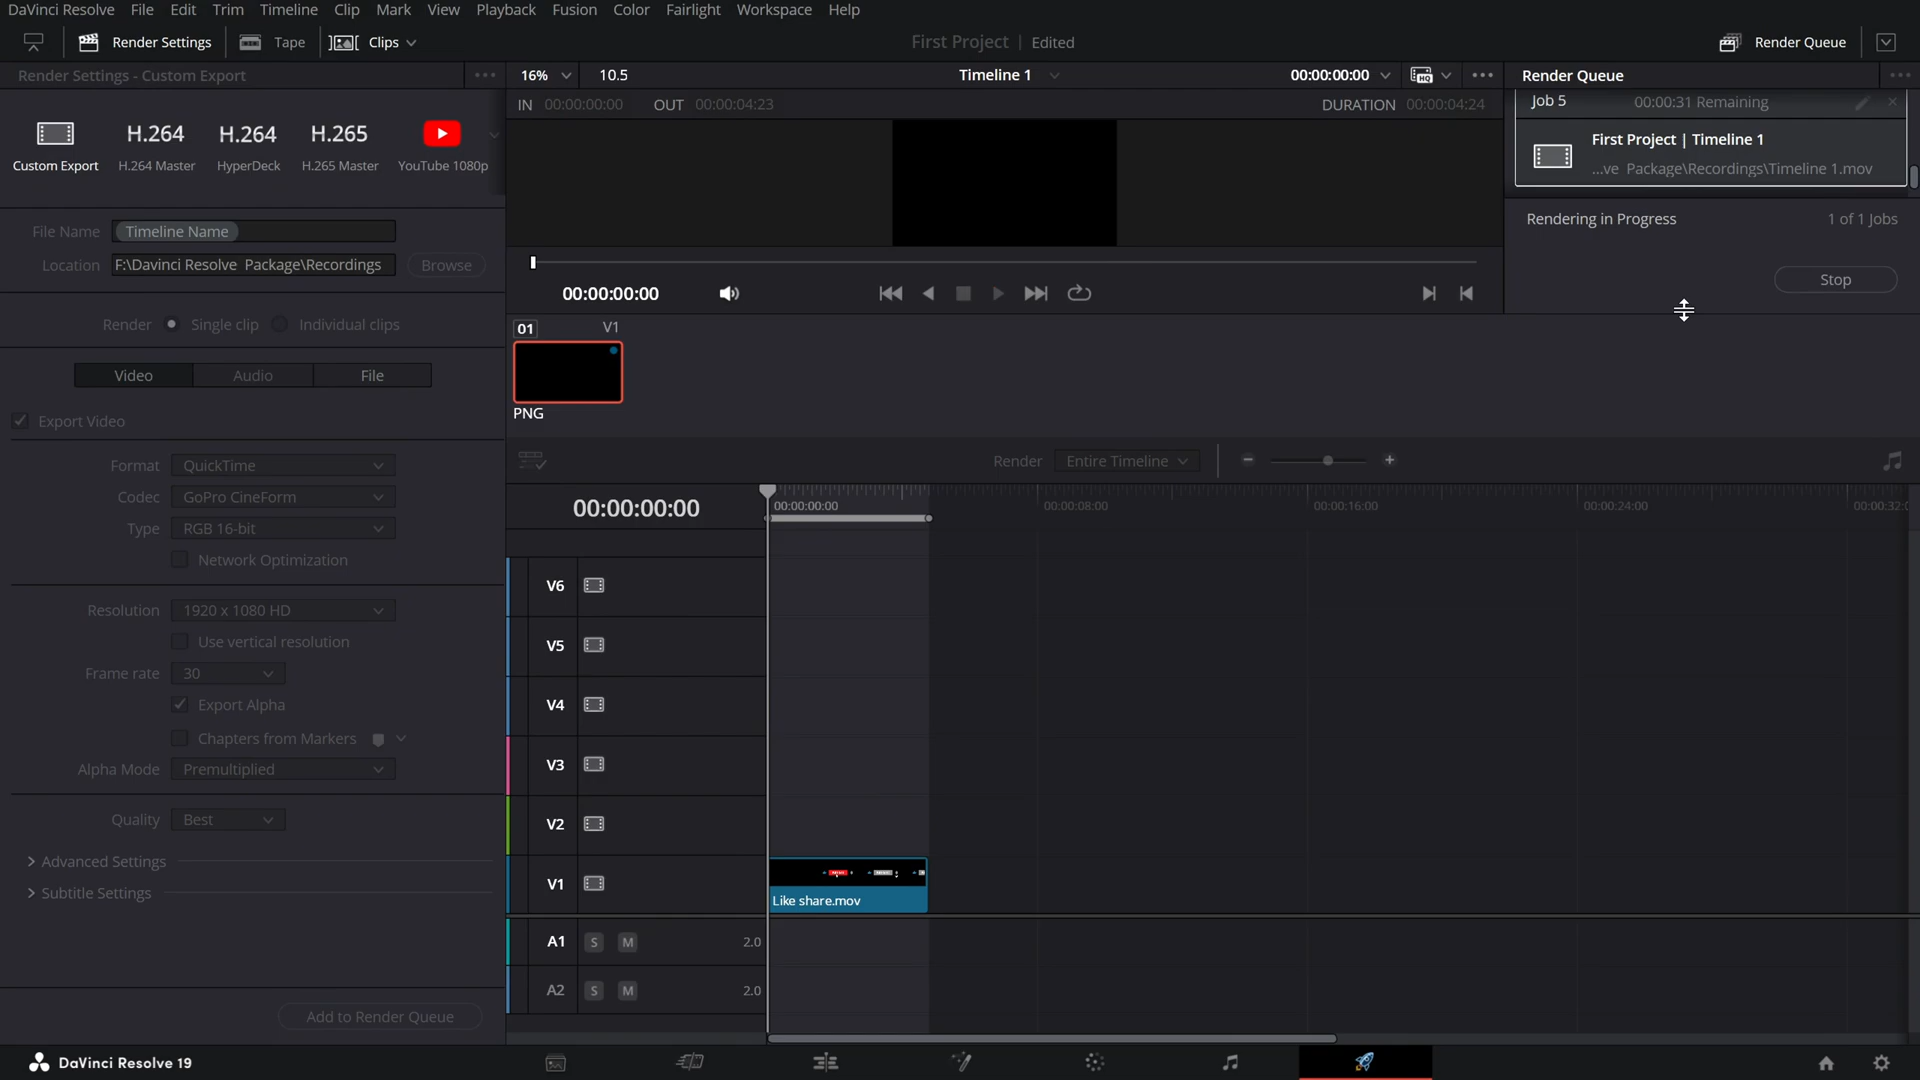 DaVinci Resolve File Edit Trim Timeline Clip Mark View Playback Fusion Color Fairlight Workspace Help
Render Settings Tape Clips First Project Edited Render Queue
Render Settings - Custom Export 16% 10.5 Timeline 1 00:00:00:00 HQ Render Queue
IN 00:00:00:00 OUT 00:00:04:23 DURATION 00:00:04:24 Job 5 00:00:31 Remaining
H.264 H.264 H.265
Custom Export H.264 Master HyperDeck H.265 Master YouTube 1080p
First Project | Timeline 1
...ve Package\Recordings\Timeline 1.mov
Rendering in Progress 1 of 1 Jobs
Stop
File Name Timeline Name
Location F:\Davinci Resolve Package\Recordings Browse
00:00:00:00
Render Single clip Individual clips
01 V1
PNG
Video Audio File
Export Video
Format QuickTime
Codec GoPro CineForm
Type RGB 16-bit
Network Optimization
Resolution 1920 x 1080 HD
Use vertical resolution
Frame rate 30
Export Alpha
Chapters from Markers
Alpha Mode Premultiplied
Quality Best
Advanced Settings
Subtitle Settings
Add to Render Queue
Render Entire Timeline
00:00:00:00 00:00:00:00 00:00:08:00 00:00:16:00 00:00:24:00 00:00:32:0
V6
V5
V4
V3
V2
V1
Like share.mov
A1 S M 2.0
A2 S M 2.0
DaVinci Resolve 19